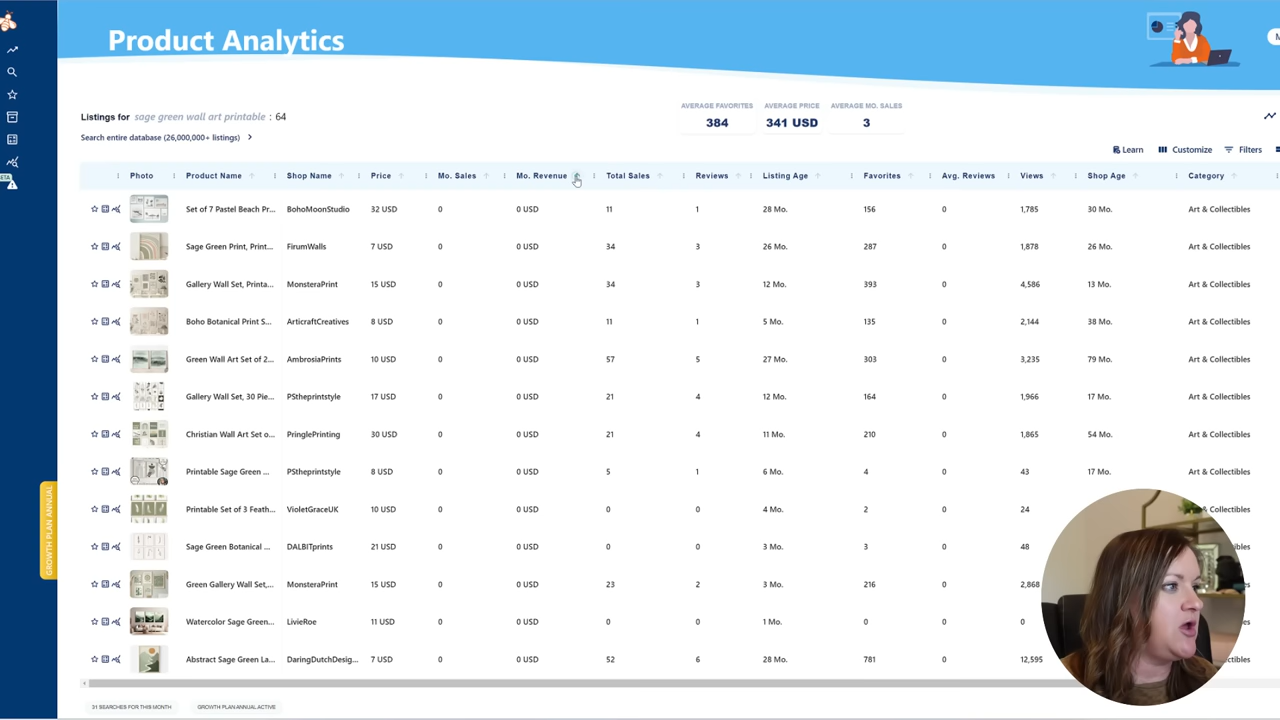 Product Analytics
M
Listings for sage green wall art printable : 64
Search entire database (26,000,000+ listings)
AVERAGE FAVORITES AVERAGE PRICE AVERAGE MO. SALES
384 341 USD 3
Learn Customize Filters
Photo Product Name Shop Name Price Mo. Sales Mo. Revenue Total Sales Reviews Listing Age Favorites Avg. Reviews Views Shop Age Category
Set of 7 Pastel Beach Pr... BohoMoonStudio 32 USD 0 0 USD 11 1 28 Mo. 156 0 1,785 30 Mo. Art & Collectibles
Sage Green Print, Print... FirumWalls 7 USD 0 0 USD 34 3 26 Mo. 287 0 1,878 26 Mo. Art & Collectibles
Gallery Wall Set, Printa... MonsteraPrint 15 USD 0 0 USD 34 3 12 Mo. 393 0 4,586 13 Mo. Art & Collectibles
Boho Botanical Print S... ArticraftCreatives 8 USD 0 0 USD 11 1 5 Mo. 135 0 2,144 38 Mo. Art & Collectibles
Green Wall Art Set of 2... AmbrosiaPrints 10 USD 0 0 USD 57 5 27 Mo. 303 0 3,235 79 Mo. Art & Collectibles
Gallery Wall Set, 30 Pie... PStheprintstyle 17 USD 0 0 USD 21 4 12 Mo. 164 0 1,966 17 Mo. Art & Collectibles
Christian Wall Art Set o... PringlePrinting 30 USD 0 0 USD 21 4 11 Mo. 210 0 1,865 54 Mo. Art & Collectibles
Printable Sage Green ... PStheprintstyle 8 USD 0 0 USD 5 1 6 Mo. 4 0 43 17 Mo. Art & Collectibles
Printable Set of 3 Feath... VioletGraceUK 10 USD 0 0 USD 0 0 4 Mo. 2 0 24 & Collectibles
Sage Green Botanical ... DALBITprints 21 USD 0 0 USD 0 0 3 Mo. 3 0 48
Green Gallery Wall Set,... MonsteraPrint 15 USD 0 0 USD 23 2 3 Mo. 216 0 2,868
Watercolor Sage Green... LivieRoe 11 USD 0 0 USD 0 0 1 Mo. 0 0 0
Abstract Sage Green La... DaringDutchDesig... 7 USD 0 0 USD 52 6 28 Mo. 781 0 12,595
31 SEARCHES FOR THIS MONTH GROWTH PLAN ANNUAL ACTIVE
GROWTH PLAN ANNUAL